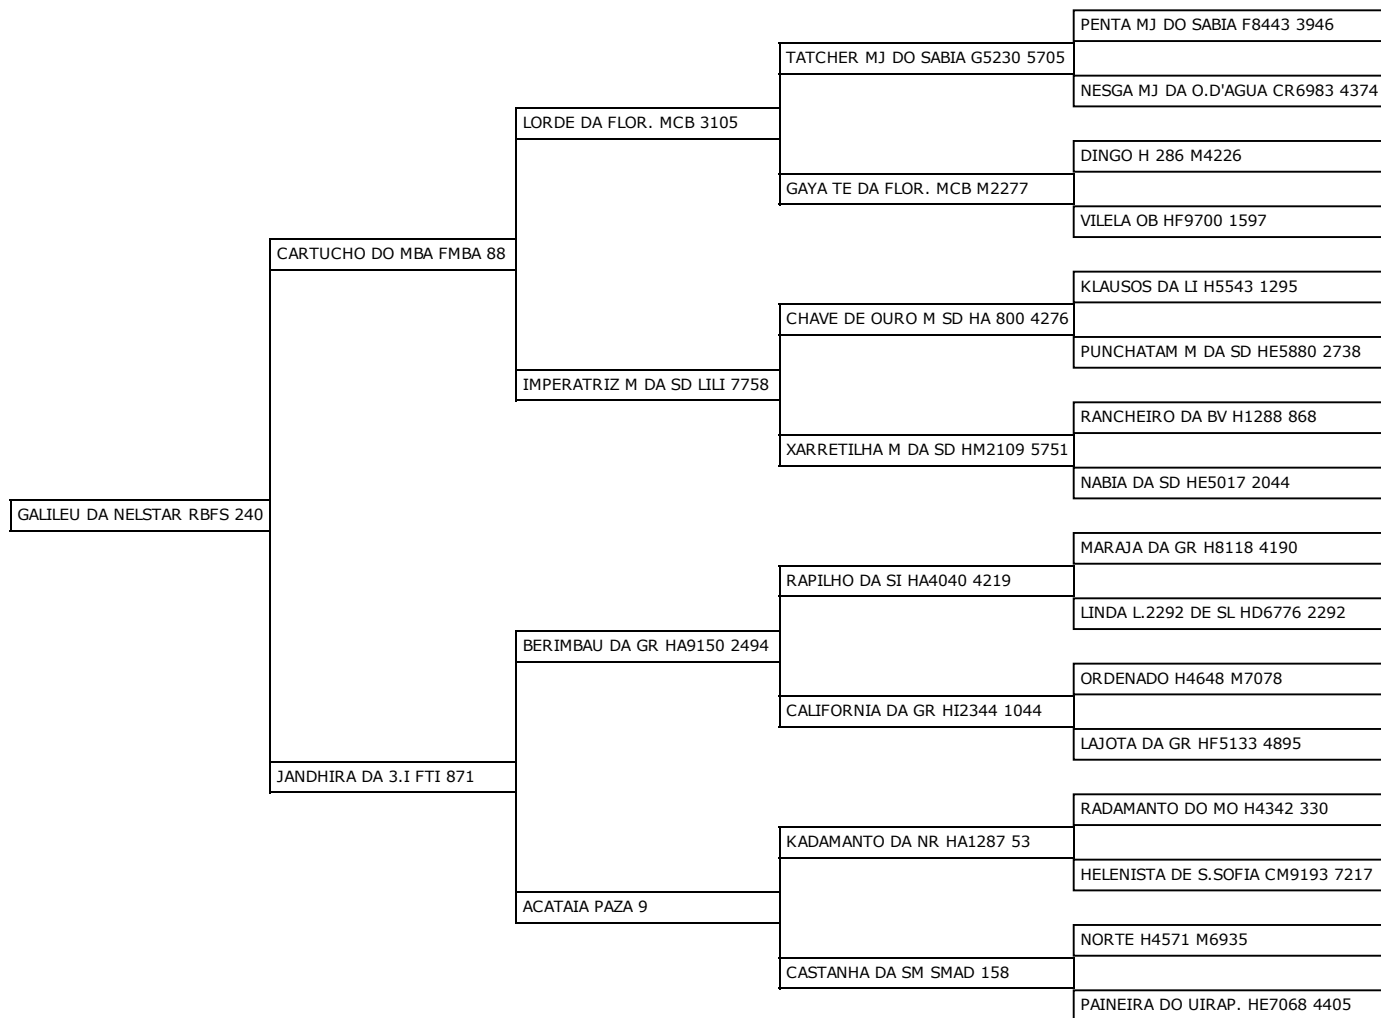 PENTA MJ DO SABIA F8443 3946
TATCHER MJ DO SABIA G5230 5705
NESGA MJ DA O.D'AGUA CR6983 4374
LORDE DA FLOR. MCB 3105
DINGO H 286 M4226
GAYA TE DA FLOR. MCB M2277
VILELA OB HF9700 1597
CARTUCHO DO MBA FMBA 88
KLAUSOS DA LI H5543 1295
CHAVE DE OURO M SD HA 800 4276
PUNCHATAM M DA SD HE5880 2738
IMPERATRIZ M DA SD LILI 7758
RANCHEIRO DA BV H1288 868
XARRETILHA M DA SD HM2109 5751
NABIA DA SD HE5017 2044
GALILEU DA NELSTAR RBFS 240
MARAJA DA GR H8118 4190
RAPILHO DA SI HA4040 4219
LINDA L.2292 DE SL HD6776 2292
BERIMBAU DA GR HA9150 2494
ORDENADO H4648 M7078
CALIFORNIA DA GR HI2344 1044
LAJOTA DA GR HF5133 4895
JANDHIRA DA 3.I FTI 871
RADAMANTO DO MO H4342 330
KADAMANTO DA NR HA1287 53
HELENISTA DE S.SOFIA CM9193 7217
ACATAIA PAZA 9
NORTE H4571 M6935
CASTANHA DA SM SMAD 158
PAINEIRA DO UIRAP. HE7068 4405